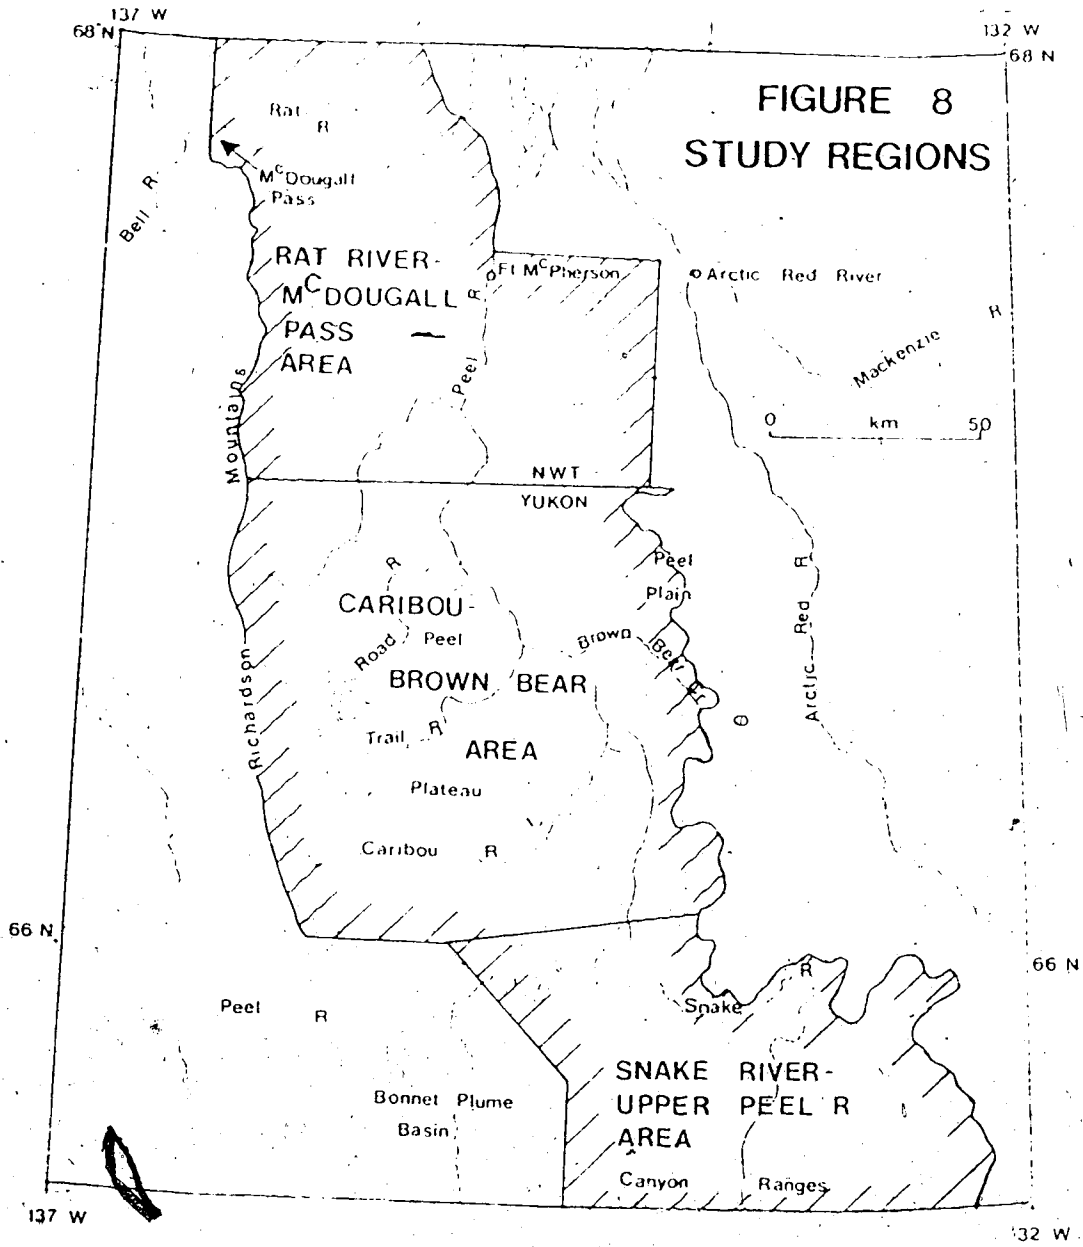 137 W
68° N
132 W
68 N
FIGURE 8
STUDY REGIONS
Rat R
McDougall
Pass
Bell R
RAT RIVER-
McDOUGALL
PASS
AREA
Ft McPherson
Arctic Red River
Mackenzie R
Peel R
0 km 50
Richardson Mountains
NWT
YUKON
Peel
Plain
R
CARIBOU-
Road
Peel
Brown Bear Cr
BROWN BEAR
Arctic Red R
Trail R
AREA
Plateau
Caribou R
66 N
66 N
Snake R
Peel R
SNAKE RIVER-
UPPER PEEL R
AREA
Bonnet Plume
Basin
Canyon Ranges
137 W
132 W